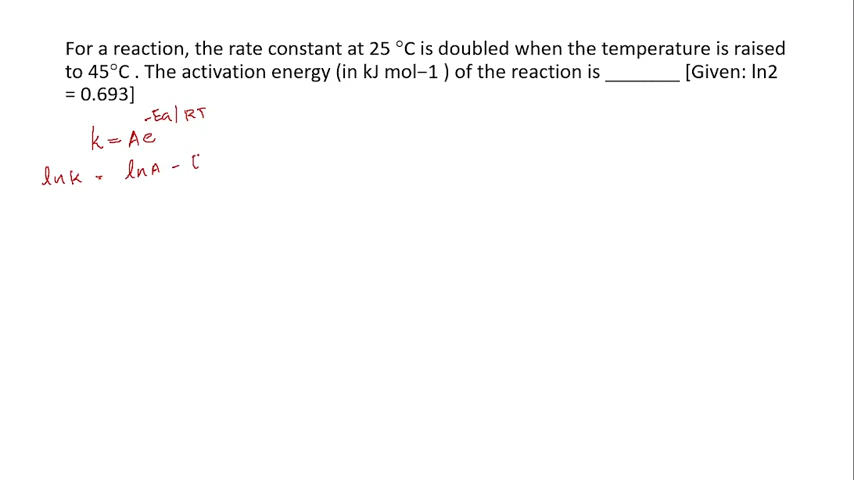 For a reaction, the rate constant at 25 °C is doubled when the temperature is raised
to 45°C . The activation energy (in kJ mol−1 ) of the reaction is _______ [Given: ln2
= 0.693]
k = Ae^-Ea/RT
lnk = lnA -